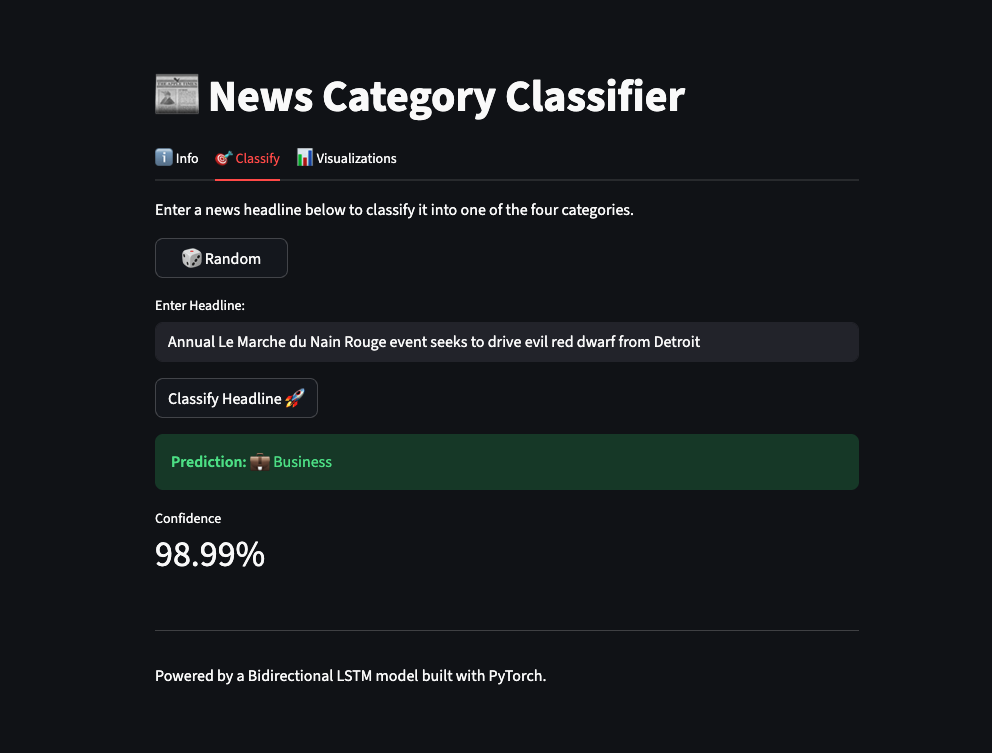 News Category Classifier
Info
Classify
Visualizations
Enter a news headline below to classify it into one of the four categories.
Random
Enter Headline:
Annual Le Marche du Nain Rouge event seeks to drive evil red dwarf from Detroit
Classify Headline 🚀
Prediction: 💼 Business
Confidence
98.99%
Powered by a Bidirectional LSTM model built with PyTorch.